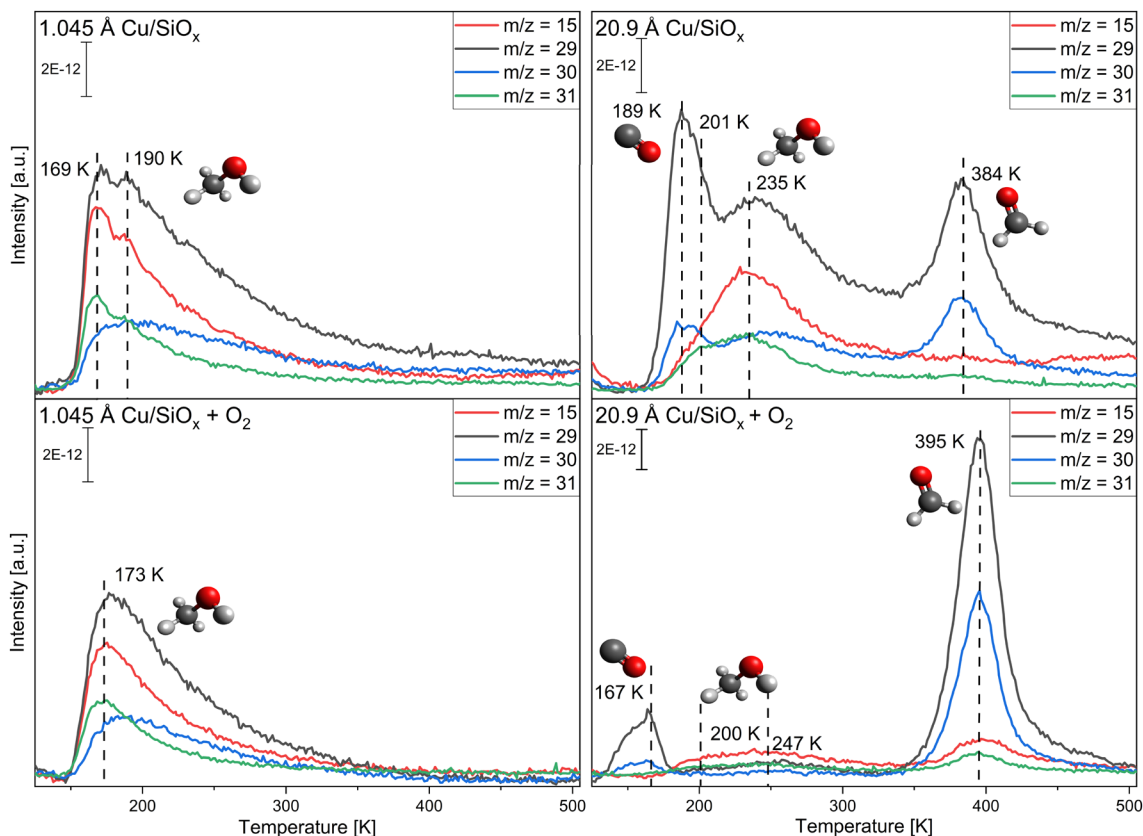 1.045 Å Cu/SiOₓ
2E-12
m/z = 15
m/z = 29
m/z = 30
m/z = 31
169 K
190 K
Intensity [a.u.]
20.9 Å Cu/SiOₓ
2E-12
m/z = 15
m/z = 29
m/z = 30
m/z = 31
189 K
201 K
235 K
384 K
1.045 Å Cu/SiOₓ + O₂
2E-12
m/z = 15
m/z = 29
m/z = 30
m/z = 31
173 K
Intensity [a.u.]
200 300 400 500
Temperature [K]
20.9 Å Cu/SiOₓ + O₂
2E-12
m/z = 15
m/z = 29
m/z = 30
m/z = 31
395 K
167 K
200 K
247 K
200 300 400 500
Temperature [K]